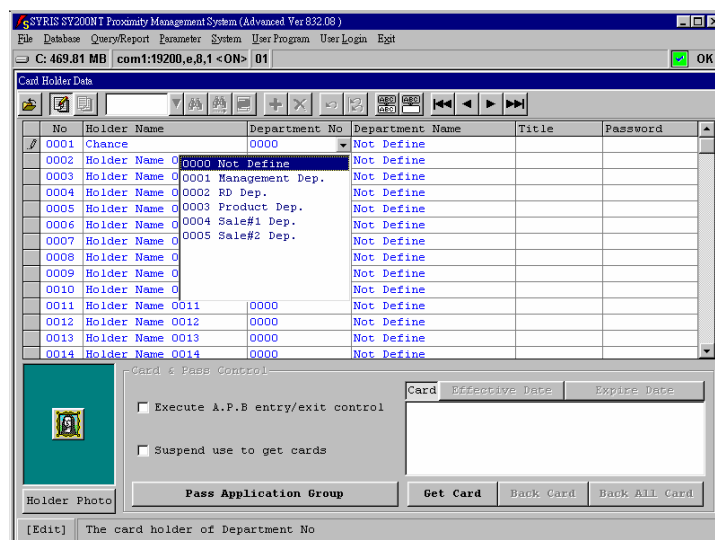 SYRIS SY200NT Proximity Management System (Advanced Ver 832.08 )
File Database Query/Report Parameter System User Program User Login Exit
C: 469.81 MB com1:19200,e,8,1 <ON> 01 OK
Card Holder Data
No Holder Name Department No Department Name Title Password
0001 Chance 0000 Not Define
0002 Holder Name 0 Not Define
0003 Holder Name 0 Not Define
0004 Holder Name 0 Not Define
0005 Holder Name 0 Not Define
0006 Holder Name 0 Not Define
0007 Holder Name 0 Not Define
0008 Holder Name 0 Not Define
0009 Holder Name 0 Not Define
0010 Holder Name 0 Not Define
0011 Holder Name 0011 0000 Not Define
0012 Holder Name 0012 0000 Not Define
0013 Holder Name 0013 0000 Not Define
0014 Holder Name 0014 0000 Not Define
0000 Not Define
0001 Management Dep.
0002 RD Dep.
0003 Product Dep.
0004 Sale#1 Dep.
0005 Sale#2 Dep.
Card & Pass Control
Execute A.P.B entry/exit control
Suspend use to get cards
Card Effective Date Expire Date
Holder Photo
Pass Application Group
Get Card Back Card Back All Card
[Edit] The card holder of Department No